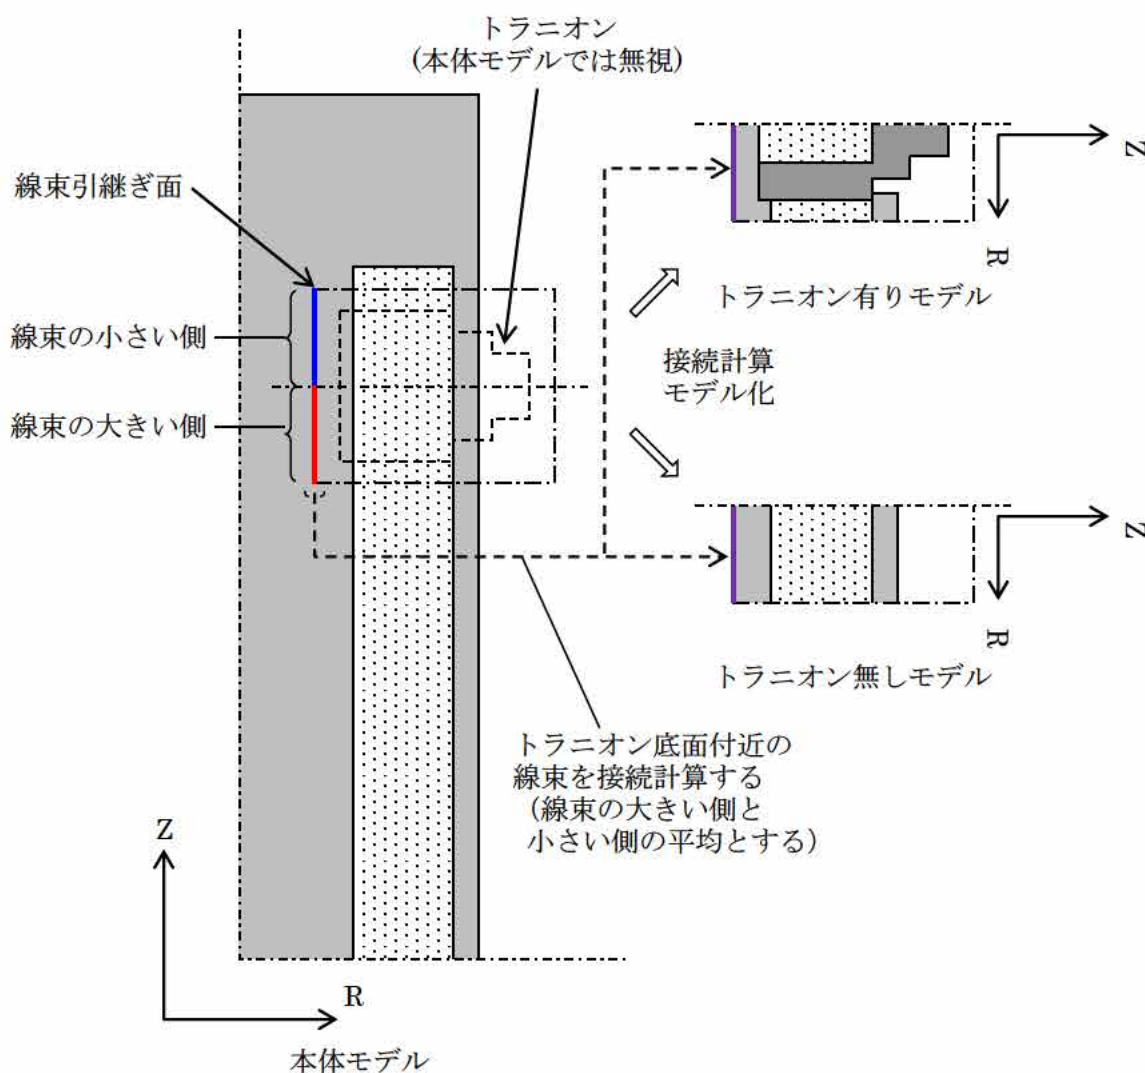 トラニオン
(本体モデルでは無視)
線束引継ぎ面
線束の小さい側
線束の大きい側
Z
R
トラニオン有りモデル
接続計算
モデル化
Z
R
トラニオン無しモデル
トラニオン底面付近の
線束を接続計算する
（線束の大きい側と
小さい側の平均とする）
Z
R
本体モデル